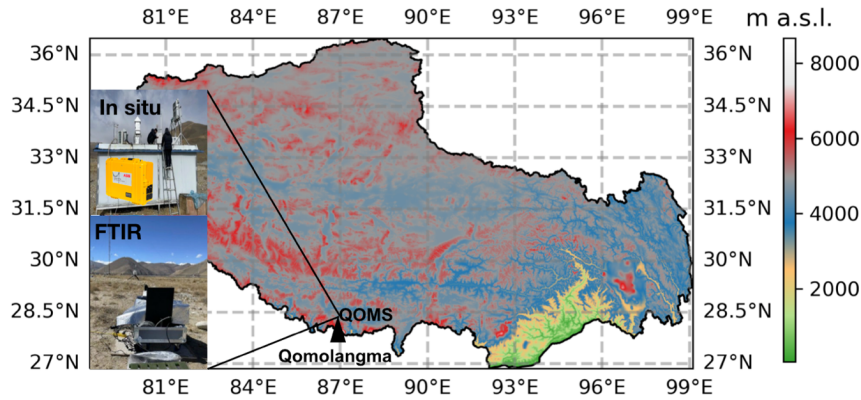 81°E 84°E 87°E 90°E 93°E 96°E 99°E m a.s.l.
36°N 36°N 8000
In situ 34.5°N 34.5°N
6000
33°N 33°N
31.5°N 31.5°N 4000
FTIR
30°N 30°N
2000
28.5°N QOMS 28.5°N
Qomolangma
27°N 27°N
81°E 84°E 87°E 90°E 93°E 96°E 99°E